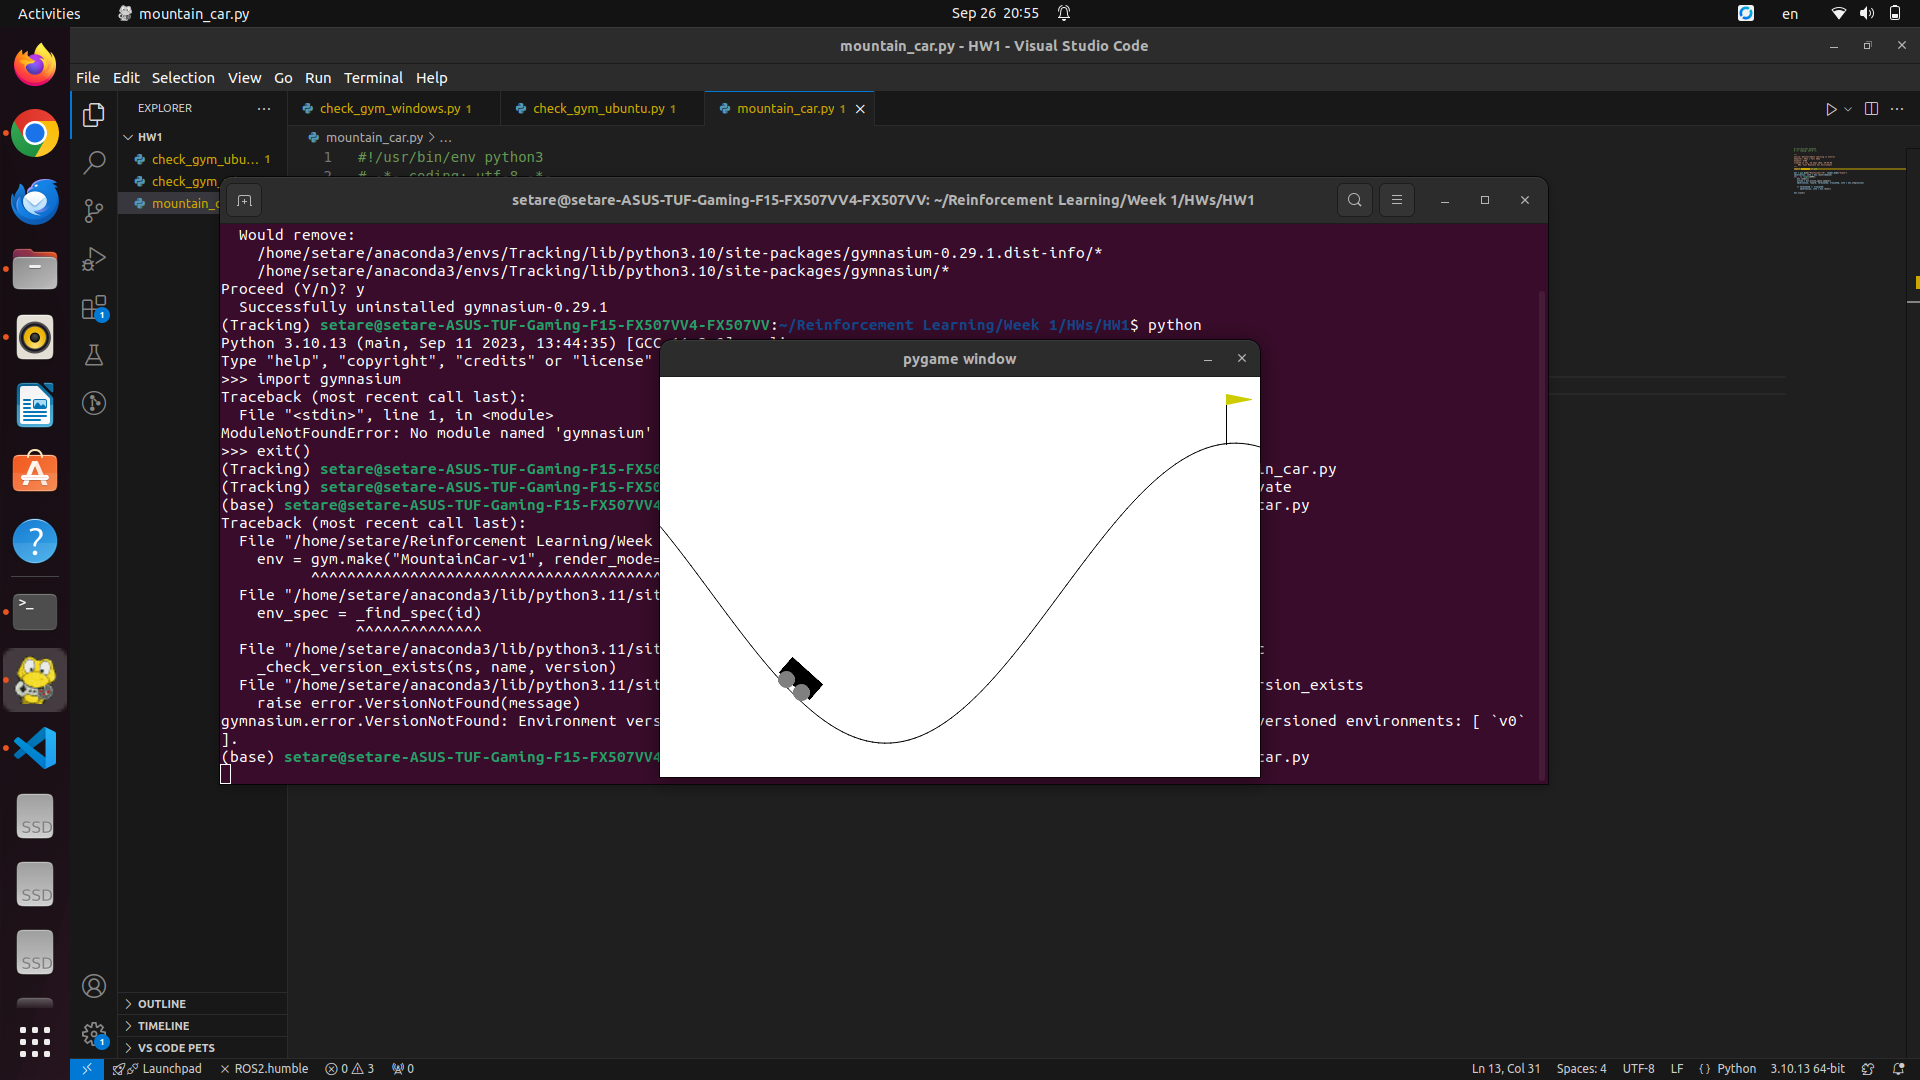 Activities
mountain_car.py
Sep 26 20:55
en
mountain_car.py - HW1 - Visual Studio Code
File Edit Selection View Go Run Terminal Help
EXPLORER
check_gym_windows.py 1
check_gym_ubuntu.py 1
mountain_car.py 1
HW1
mountain_car.py > ...
check_gym_ubu... 1
1 #!/usr/bin/env python3
check_gym_
2 # -*- coding: utf-8 -*-
mountain_c
setare@setare-ASUS-TUF-Gaming-F15-FX507VV4-FX507VV: ~/Reinforcement Learning/Week 1/HWs/HW1
Would remove:
/home/setare/anaconda3/envs/Tracking/lib/python3.10/site-packages/gymnasium-0.29.1.dist-info/*
/home/setare/anaconda3/envs/Tracking/lib/python3.10/site-packages/gymnasium/*
Proceed (Y/n)? y
Successfully uninstalled gymnasium-0.29.1
(Tracking) setare@setare-ASUS-TUF-Gaming-F15-FX507VV4-FX507VV:~/Reinforcement Learning/Week 1/HWs/HW1$ python
Python 3.10.13 (main, Sep 11 2023, 13:44:35) [GCC
Type "help", "copyright", "credits" or "license"
pygame window
>>> import gymnasium
Traceback (most recent call last):
File "<stdin>", line 1, in <module>
ModuleNotFoundError: No module named 'gymnasium'
>>> exit()
(Tracking) setare@setare-ASUS-TUF-Gaming-F15-FX50 in_car.py
(Tracking) setare@setare-ASUS-TUF-Gaming-F15-FX50 vate
(base) setare@setare-ASUS-TUF-Gaming-F15-FX507VV4 car.py
Traceback (most recent call last):
File "/home/setare/Reinforcement Learning/Week
env = gym.make("MountainCar-v1", render_mode=
^^^^^^^^^^^^^^^^^^^^^^^^^^^^^^^^^^^^^^^
File "/home/setare/anaconda3/lib/python3.11/sit
env_spec = _find_spec(id)
^^^^^^^^^^^^^^
File "/home/setare/anaconda3/lib/python3.11/sit c
_check_version_exists(ns, name, version)
File "/home/setare/anaconda3/lib/python3.11/sit rsion_exists
raise error.VersionNotFound(message)
gymnasium.error.VersionNotFound: Environment vers versioned environments: [ `v0`
].
(base) setare@setare-ASUS-TUF-Gaming-F15-FX507VV4 car.py
SSD
SSD
SSD
OUTLINE
TIMELINE
VS CODE PETS
Launchpad ROS2.humble 0 3 0 Ln 13, Col 31 Spaces: 4 UTF-8 LF { } Python 3.10.13 64-bit